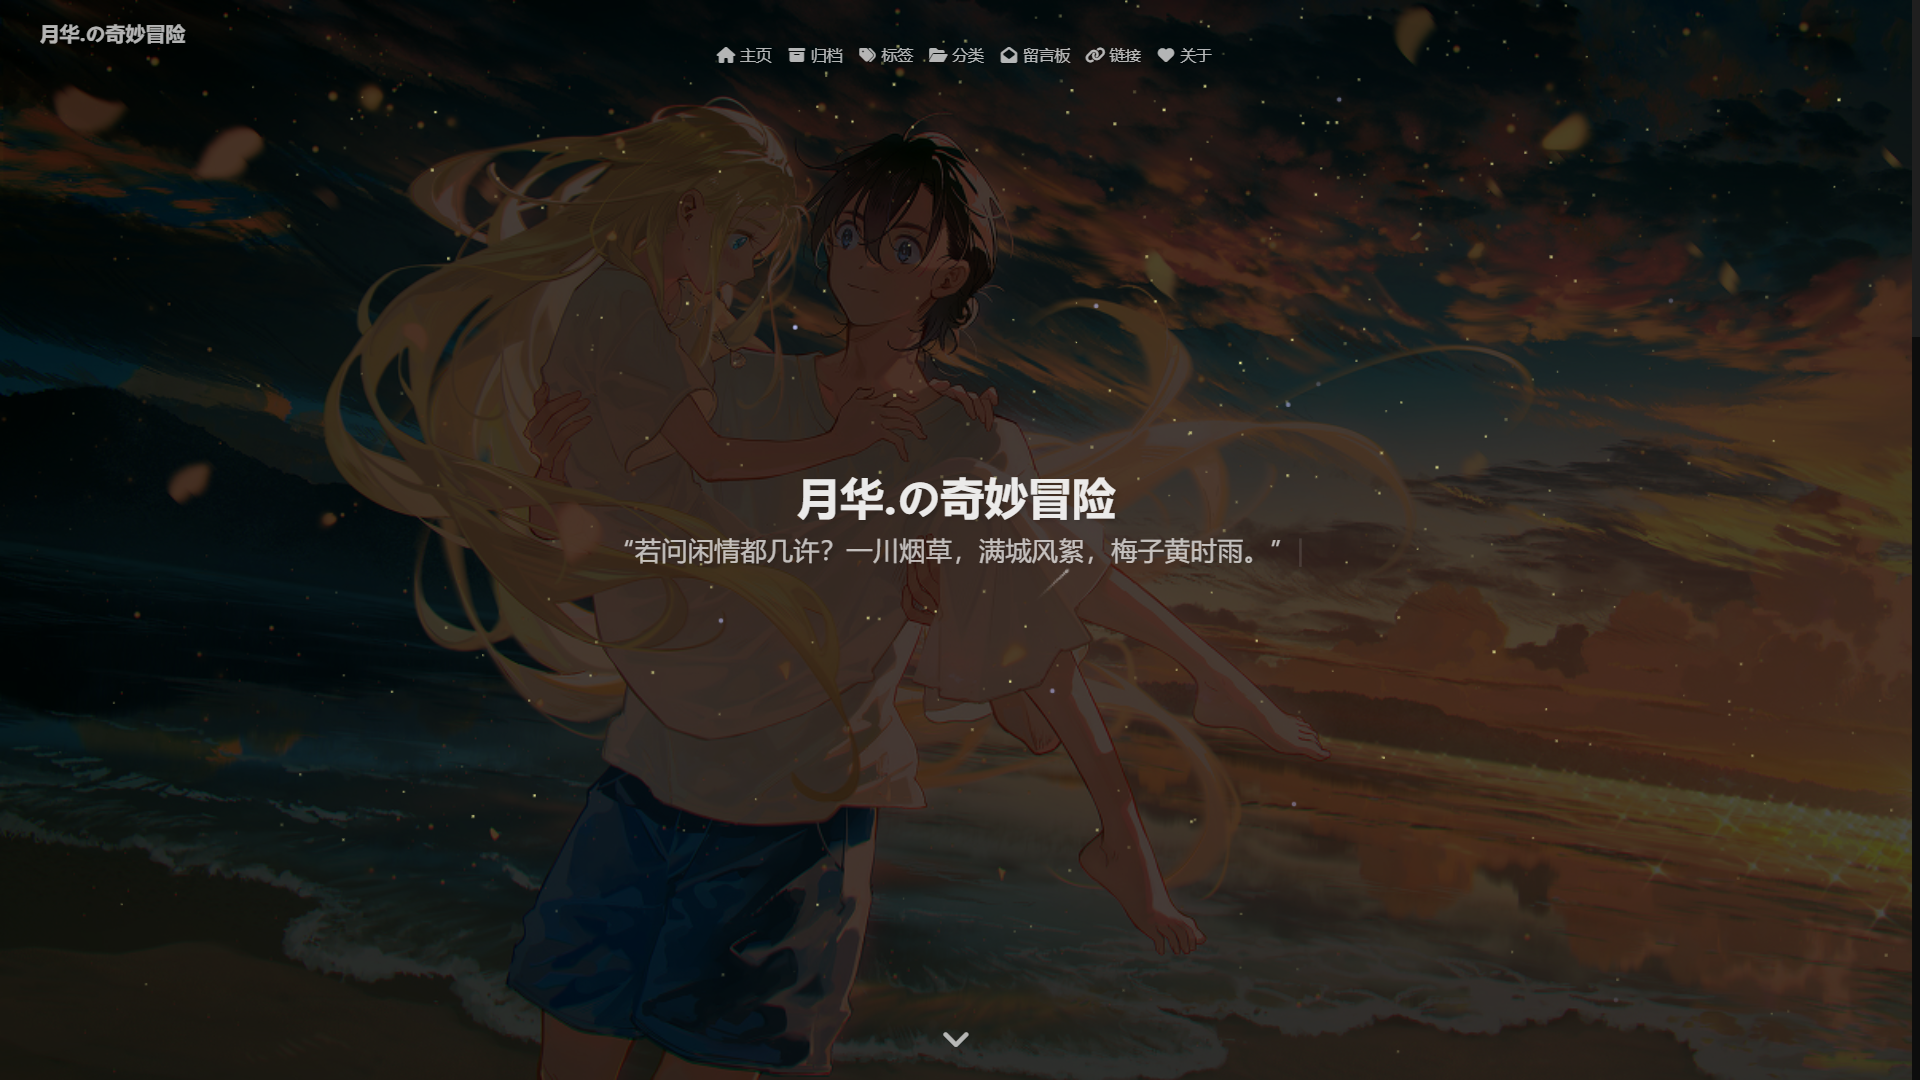 月华.の奇妙冒险
主页 归档 标签 分类 留言板 链接 关于
月华.の奇妙冒险
“若问闲情都几许？一川烟草，满城风絮，梅子黄时雨。”